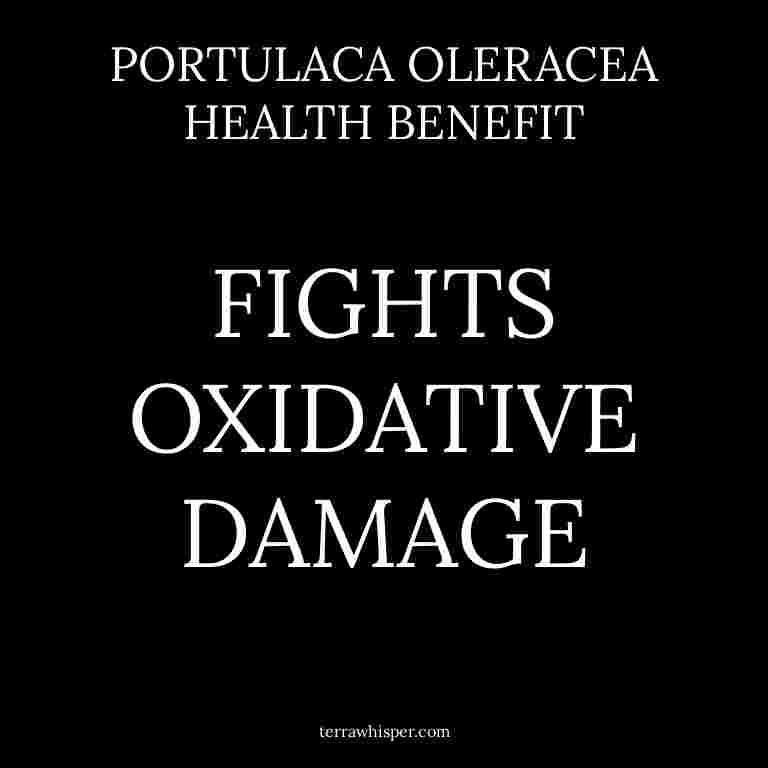 PORTULACA OLERACEA
HEALTH BENEFIT
FIGHTS
OXIDATIVE
DAMAGE
terrawhisper.com